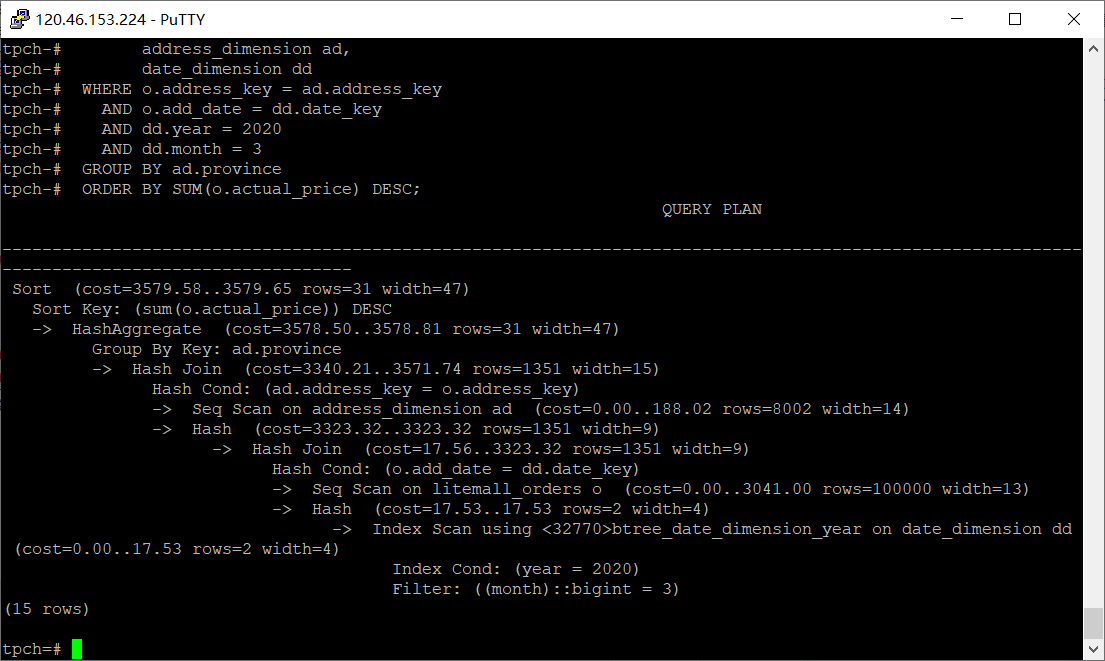 120.46.153.224 - PuTTY
tpch-#        address_dimension ad,
tpch-#        date_dimension dd
tpch-#  WHERE o.address_key = ad.address_key
tpch-#    AND o.add_date = dd.date_key
tpch-#    AND dd.year = 2020
tpch-#    AND dd.month = 3
tpch-#  GROUP BY ad.province
tpch-#  ORDER BY SUM(o.actual_price) DESC;
QUERY PLAN
------------------------------------------------------------------------------------------------------------
-----------------------------------
 Sort  (cost=3579.58..3579.65 rows=31 width=47)
   Sort Key: (sum(o.actual_price)) DESC
   ->  HashAggregate  (cost=3578.50..3578.81 rows=31 width=47)
         Group By Key: ad.province
         ->  Hash Join  (cost=3340.21..3571.74 rows=1351 width=15)
               Hash Cond: (ad.address_key = o.address_key)
               ->  Seq Scan on address_dimension ad  (cost=0.00..188.02 rows=8002 width=14)
               ->  Hash  (cost=3323.32..3323.32 rows=1351 width=9)
                     ->  Hash Join  (cost=17.56..3323.32 rows=1351 width=9)
                           Hash Cond: (o.add_date = dd.date_key)
                           ->  Seq Scan on litemall_orders o  (cost=0.00..3041.00 rows=100000 width=13)
                           ->  Hash  (cost=17.53..17.53 rows=2 width=4)
                                 ->  Index Scan using <32770>btree_date_dimension_year on date_dimension dd
 (cost=0.00..17.53 rows=2 width=4)
                                       Index Cond: (year = 2020)
                                       Filter: ((month)::bigint = 3)
(15 rows)
tpch=#